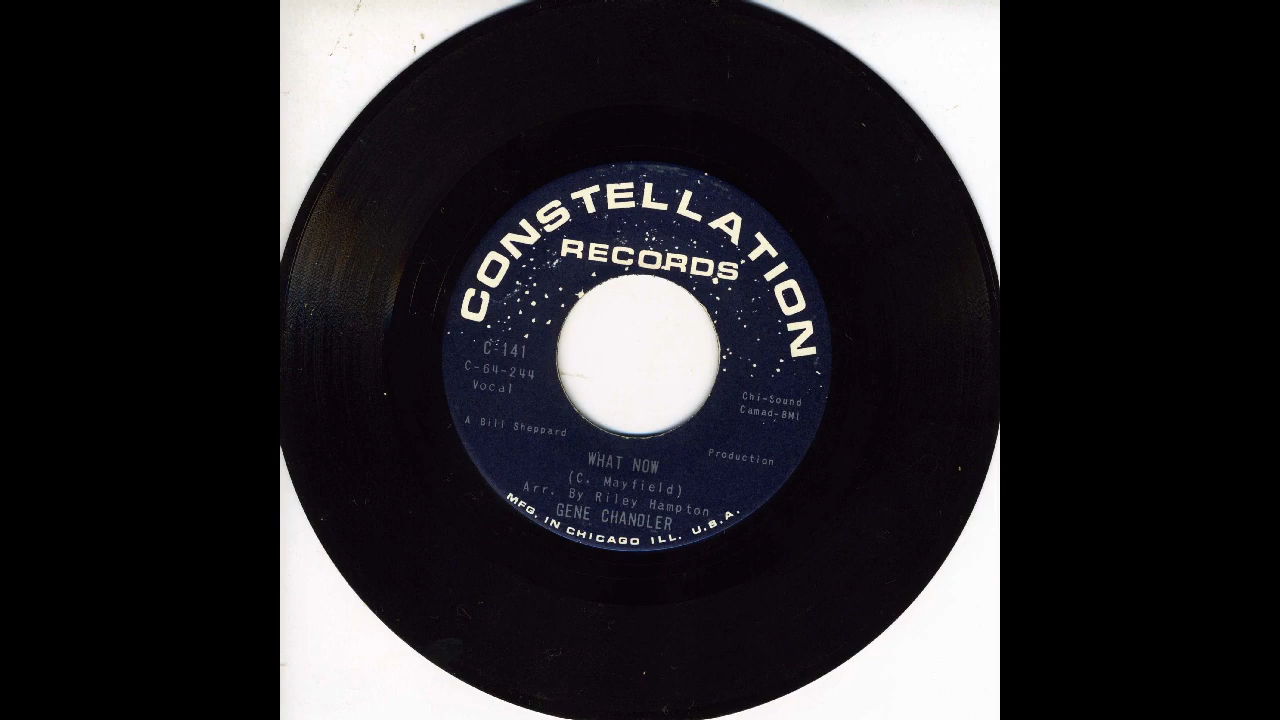 CONSTELLATION
RECORDS
C-141
C-64-244
Vocal
Chi-Sound
Camad-BMI
A Bill Sheppard Production
WHAT NOW
(C. Mayfield)
Arr. By Riley Hampton
GENE CHANDLER
MFG. IN CHICAGO ILL. U.S.A.